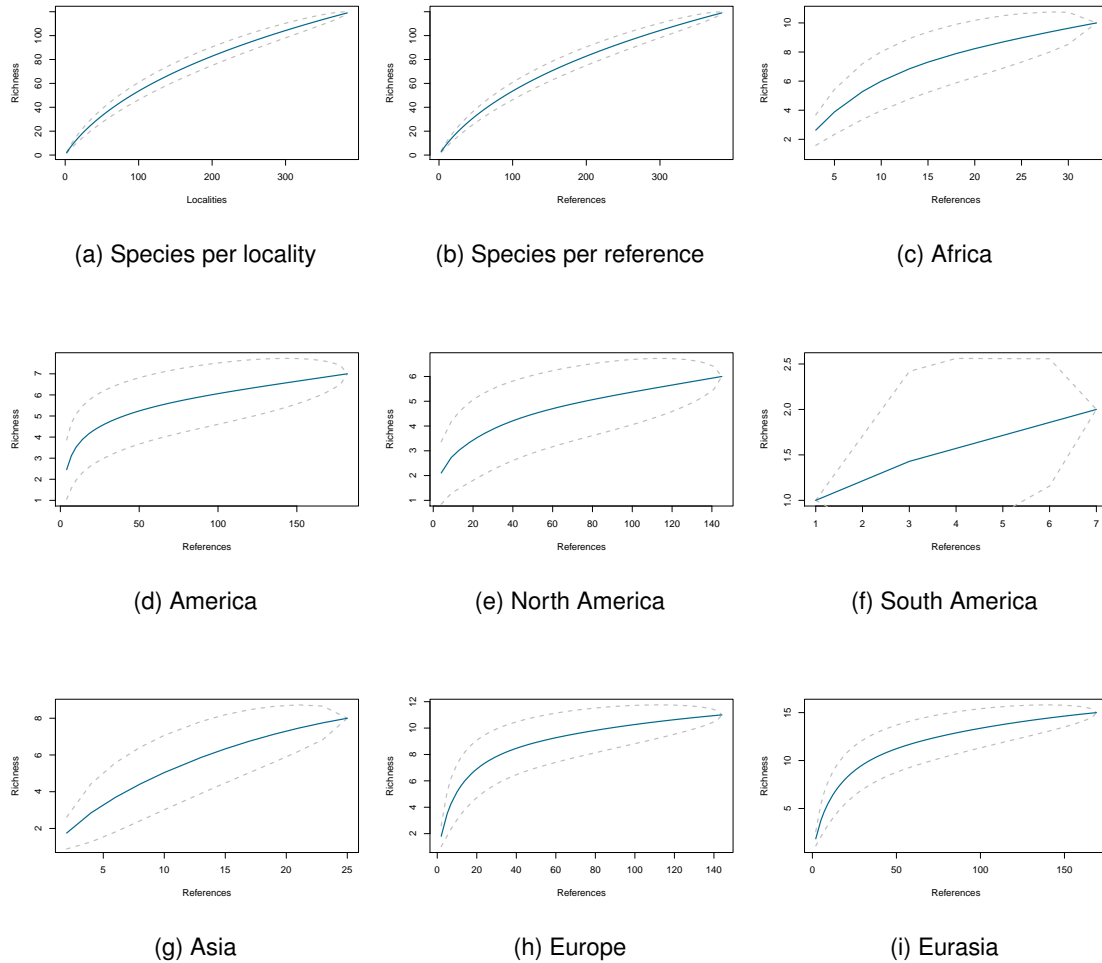 Richness
0 20 40 60 80 100 120
0 100 200 300
Localities
(a) Species per locality
Richness
0 20 40 60 80 100 120
0 100 200 300
References
(b) Species per reference
Richness
2 4 6 8 10
5 10 15 20 25 30
References
(c) Africa
Richness
1 2 3 4 5 6 7
0 50 100 150
References
(d) America
Richness
1 2 3 4 5 6
0 20 40 60 80 100 120 140
References
(e) North America
Richness
1.0 1.5 2.0 2.5
1 2 3 4 5 6 7
References
(f) South America
Richness
2 4 6 8
5 10 15 20 25
References
(g) Asia
Richness
2 4 6 8 10 12
0 20 40 60 80 100 120 140
References
(h) Europe
Richness
5 10 15
0 50 100 150
References
(i) Eurasia